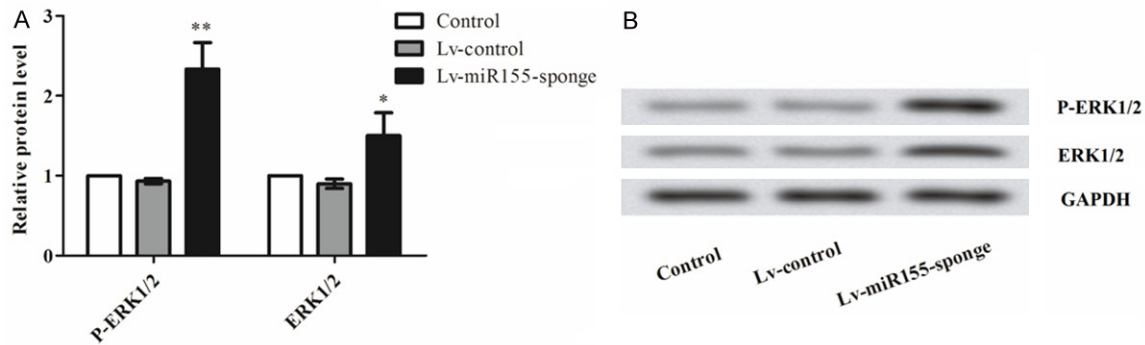 A
Relative protein level
3
2
1
0
**
*
Control
Lv-control
Lv-miR155-sponge
P-ERK1/2
ERK1/2
B
P-ERK1/2
ERK1/2
GAPDH
Control
Lv-control
Lv-miR155-sponge